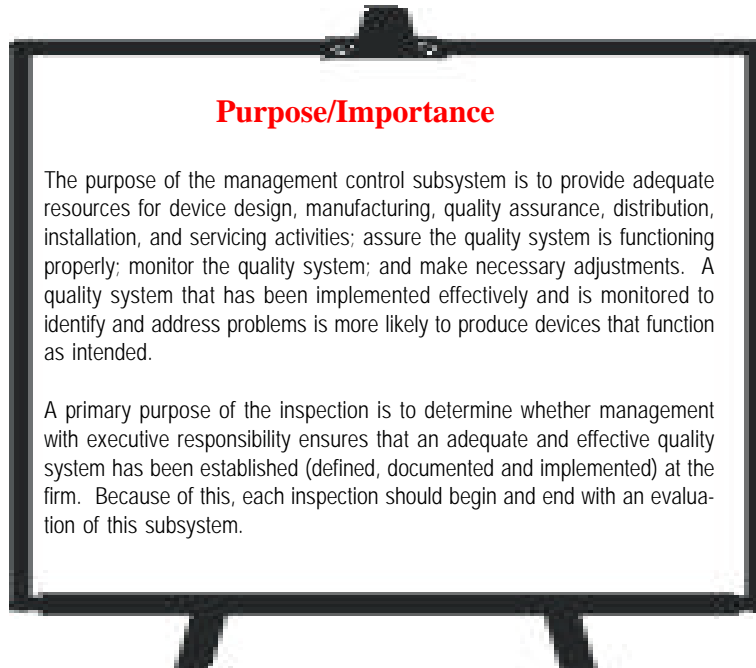 Purpose/Importance
The purpose of the management control subsystem is to provide adequate
resources for device design, manufacturing, quality assurance, distribution,
installation, and servicing activities; assure the quality system is functioning
properly; monitor the quality system; and make necessary adjustments. A
quality system that has been implemented effectively and is monitored to
identify and address problems is more likely to produce devices that function
as intended.
A primary purpose of the inspection is to determine whether management
with executive responsibility ensures that an adequate and effective quality
system has been established (defined, documented and implemented) at the
firm. Because of this, each inspection should begin and end with an evalua-
tion of this subsystem.